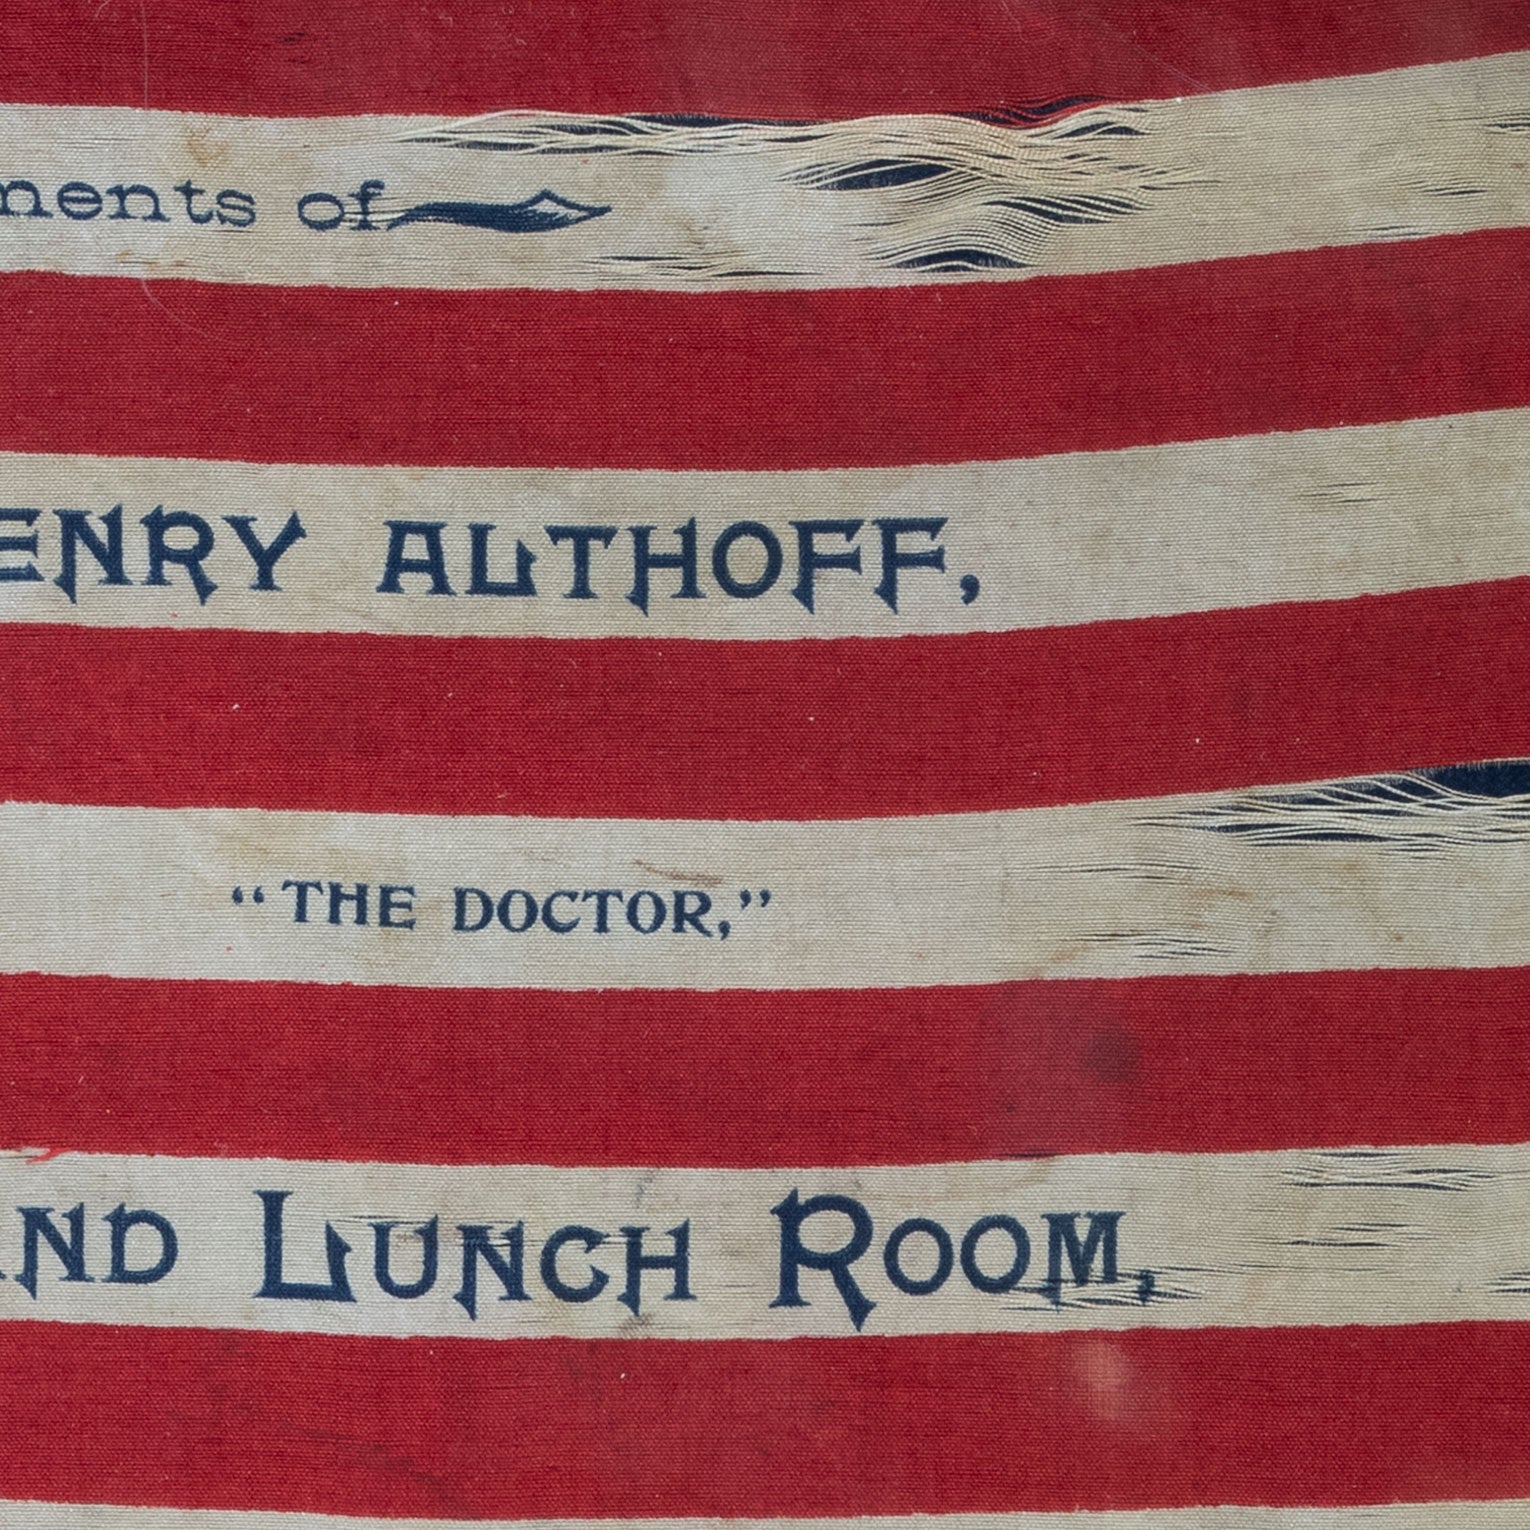 ments of
ENRY ALTHOFF,
“THE DOCTOR,”
ND LUNCH ROOM,